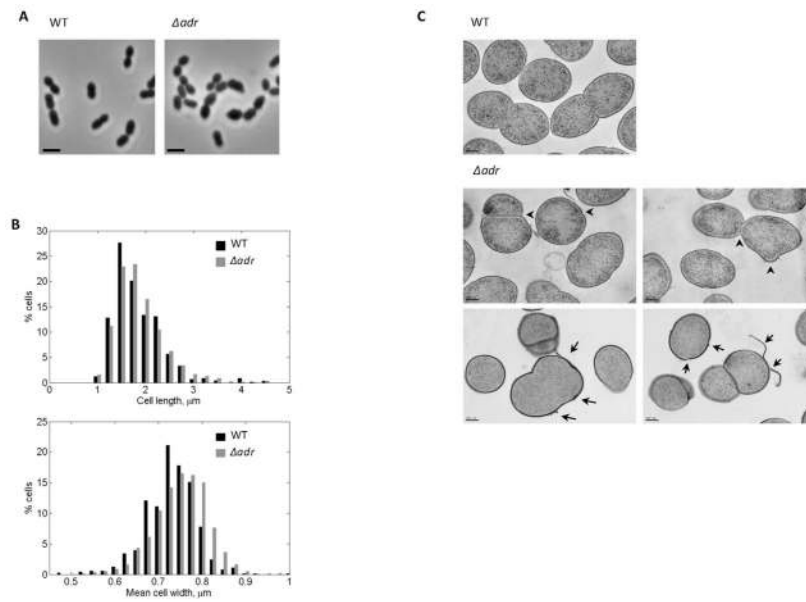 A
WT
Δadr
B
% cells
30
25
20
15
10
5
0
WT
Δadr
0
1
2
3
4
5
Cell length, μm
% cells
25
20
15
10
5
0
WT
Δadr
0.5
0.6
0.7
0.8
0.9
1
Mean cell width, μm
C
WT
Δadr